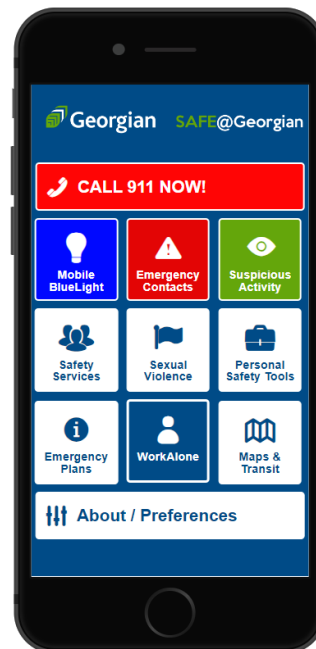 Georgian SAFE@Georgian
CALL 911 NOW!
Mobile
BlueLight
Emergency
Contacts
Suspicious
Activity
Safety
Services
Sexual
Violence
Personal
Safety Tools
Emergency
Plans
WorkAlone
Maps &
Transit
About / Preferences